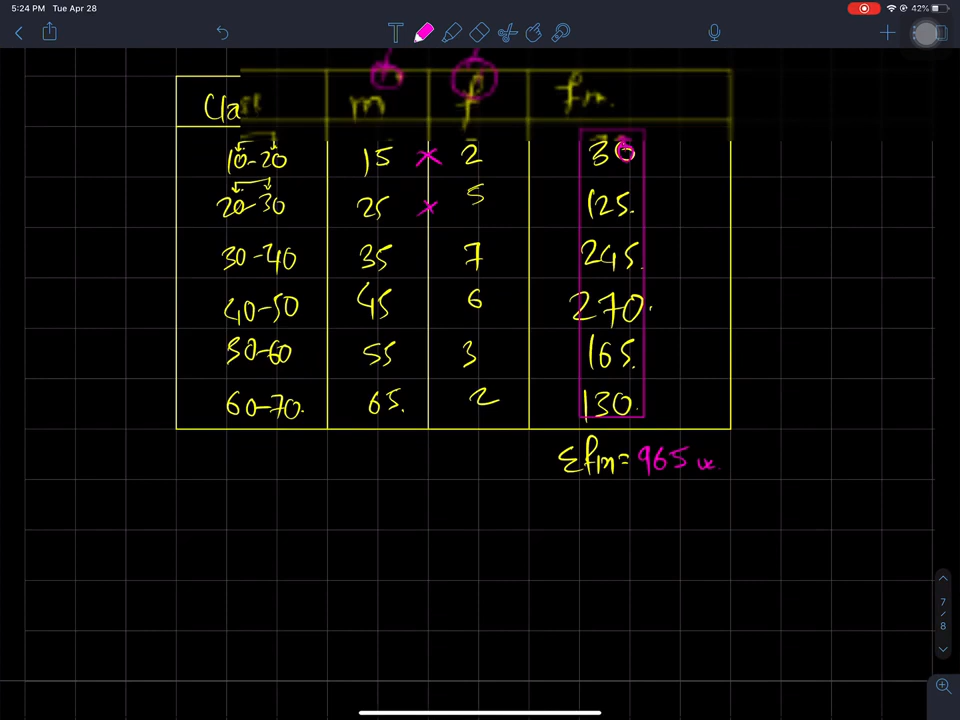 5:24 PM Tue Apr 28 42%
m f fm.
10-20 15 × 2 30
20-30 25 × 5 125.
30-40 35 7 245.
40-50 45 6 270.
50-60 55 3 165.
60-70. 65. 2 130.
Σfm= 965
7
/
8